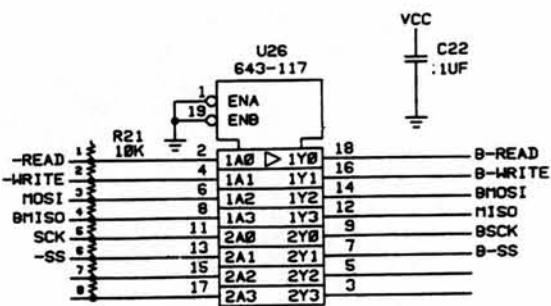 VCC
U26
643-117
C22
.1UF
1 ENA
19 ENB
R21
10K
-READ 1 2 1A0 1Y0 18 B-READ
-WRITE 2 4 1A1 1Y1 16 B-WRITE
MOSI 3 6 1A2 1Y2 14 BMOSI
BMISO 4 8 1A3 1Y3 12 MISO
SCK 5 11 2A0 2Y0 9 BSCK
-SS 6 13 2A1 2Y1 7 B-SS
7 15 2A2 2Y2 5
8 17 2A3 2Y3 3